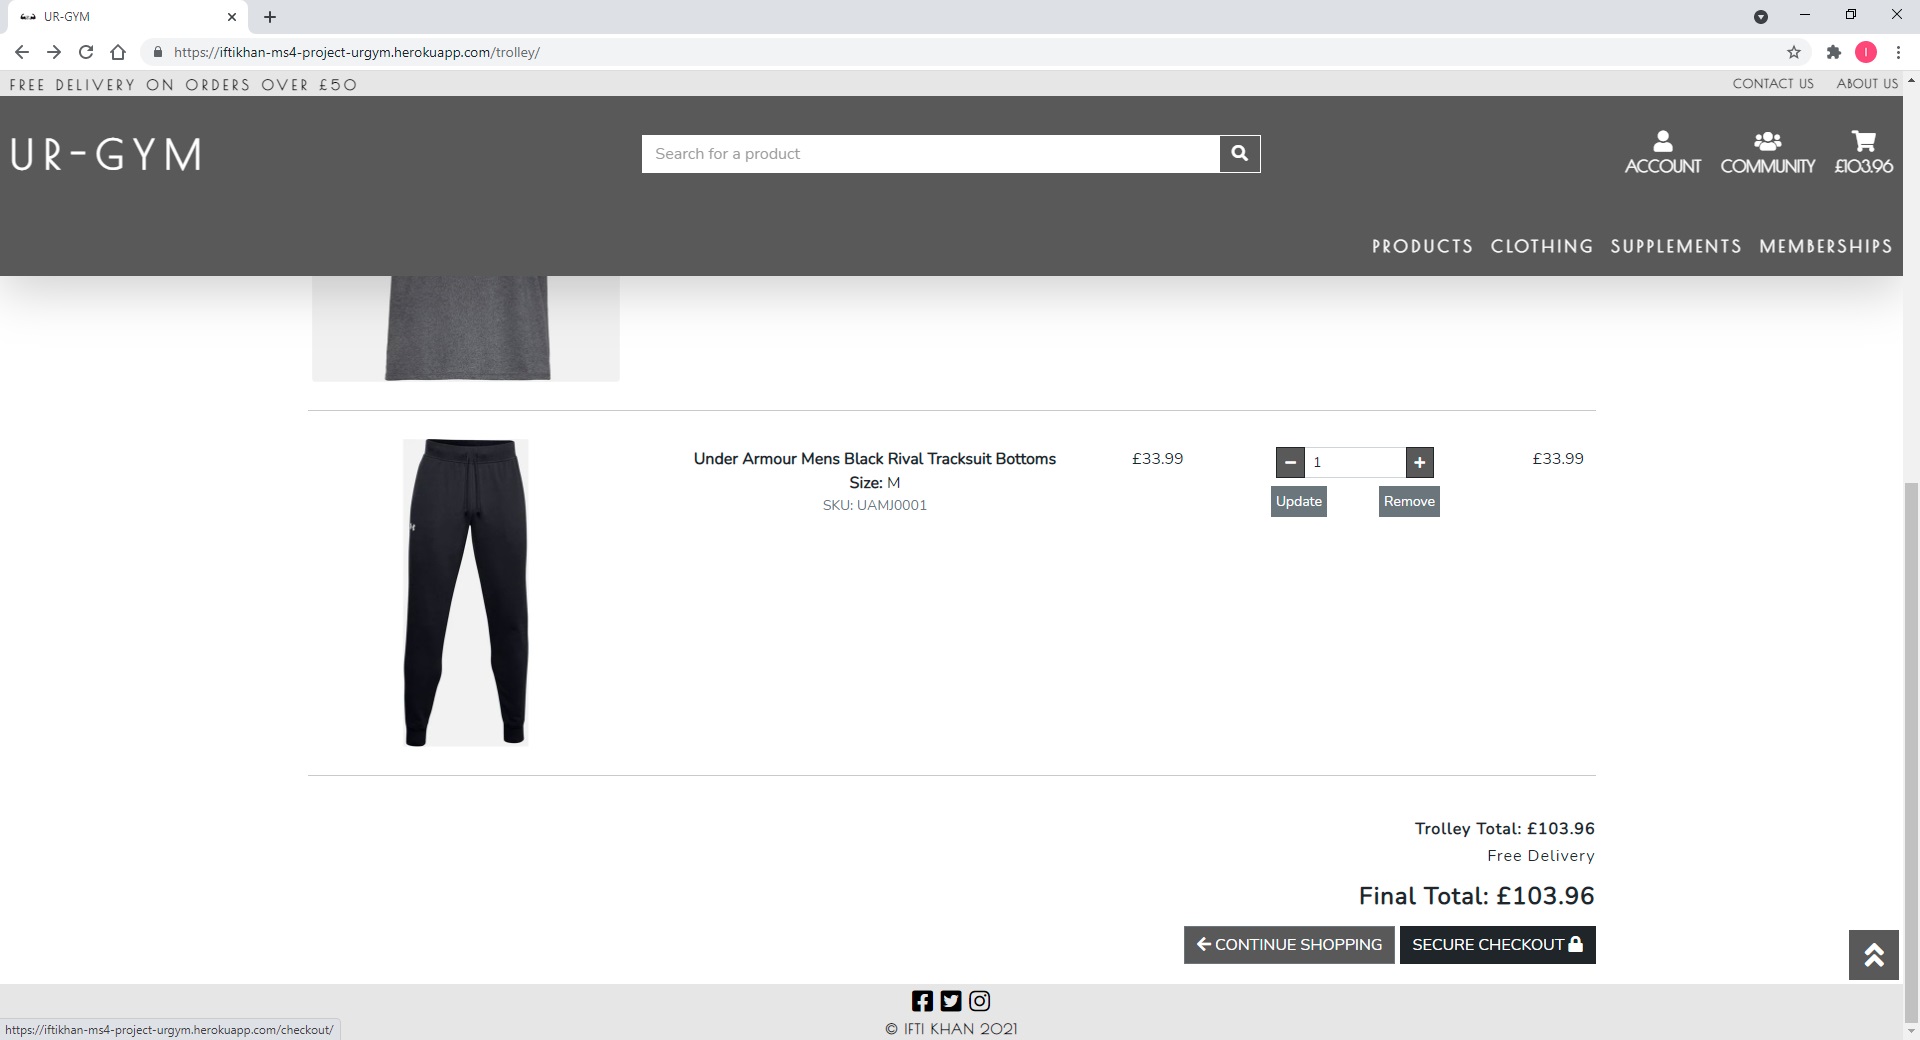 UR-GYM
https://iftikhan-ms4-project-urgym.herokuapp.com/trolley/
I
FREE DELIVERY ON ORDERS OVER £50
CONTACT US
ABOUT US
UR-GYM
Search for a product
ACCOUNT
COMMUNITY
£103.96
PRODUCTS
CLOTHING
SUPPLEMENTS
MEMBERSHIPS
Under Armour Mens Black Rival Tracksuit Bottoms
£33.99
1
£33.99
Size: M
SKU: UAMJ0001
Update
Remove
Trolley Total: £103.96
Free Delivery
Final Total: £103.96
CONTINUE SHOPPING
SECURE CHECKOUT
© IFTI KHAN 2021
https://iftikhan-ms4-project-urgym.herokuapp.com/checkout/